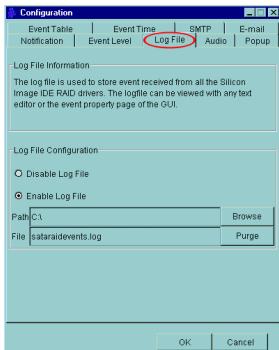 Configuration
Event Table Event Time SMTP E-mail
Notification Event Level Log File Audio Popup
Log File Information
The log file is used to store event received from all the Silicon
Image IDE RAID drivers. The logfile can be viewed with any text
editor or the event property page of the GUI.
Log File Configuration
Disable Log File
Enable Log File
Path C:\ Browse
File sataraidevents.log Purge
OK Cancel